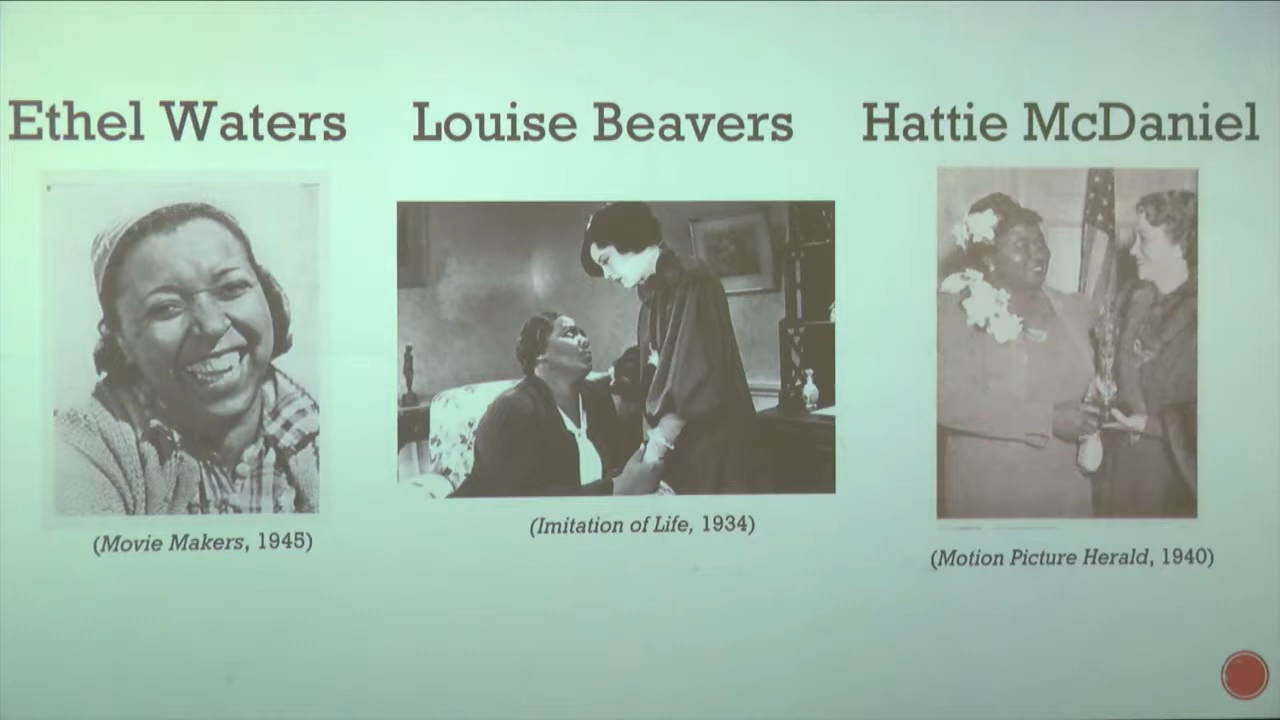 Ethel Waters
Louise Beavers
Hattie McDaniel
(Movie Makers, 1945)
(Imitation of Life, 1934)
(Motion Picture Herald, 1940)